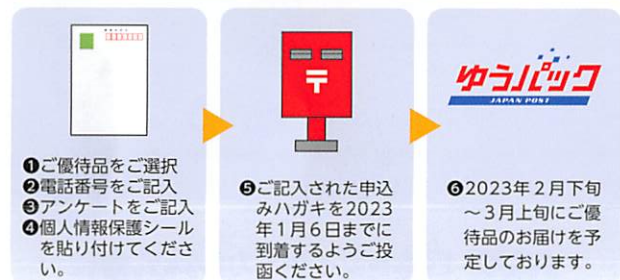 ❶ご優待品をご選択
❷電話番号をご記入
❸アンケートをご記入
❹個人情報保護シール
を貼り付けてくださ
い。
〒
❺ご記入された申込
みハガキを2023
年1月6日までに
到着するようご投
函ください。
ゆうパック
JAPAN POST
❻2023年2月下旬
～3月上旬にご優
待品のお届けを予
定しております。